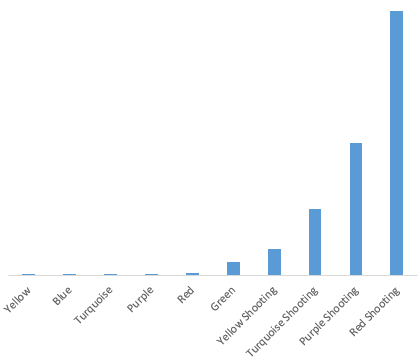 Yellow
Blue
Turquoise
Purple
Red
Green
Yellow Shooting
Turquoise Shooting
Purple Shooting
Red Shooting